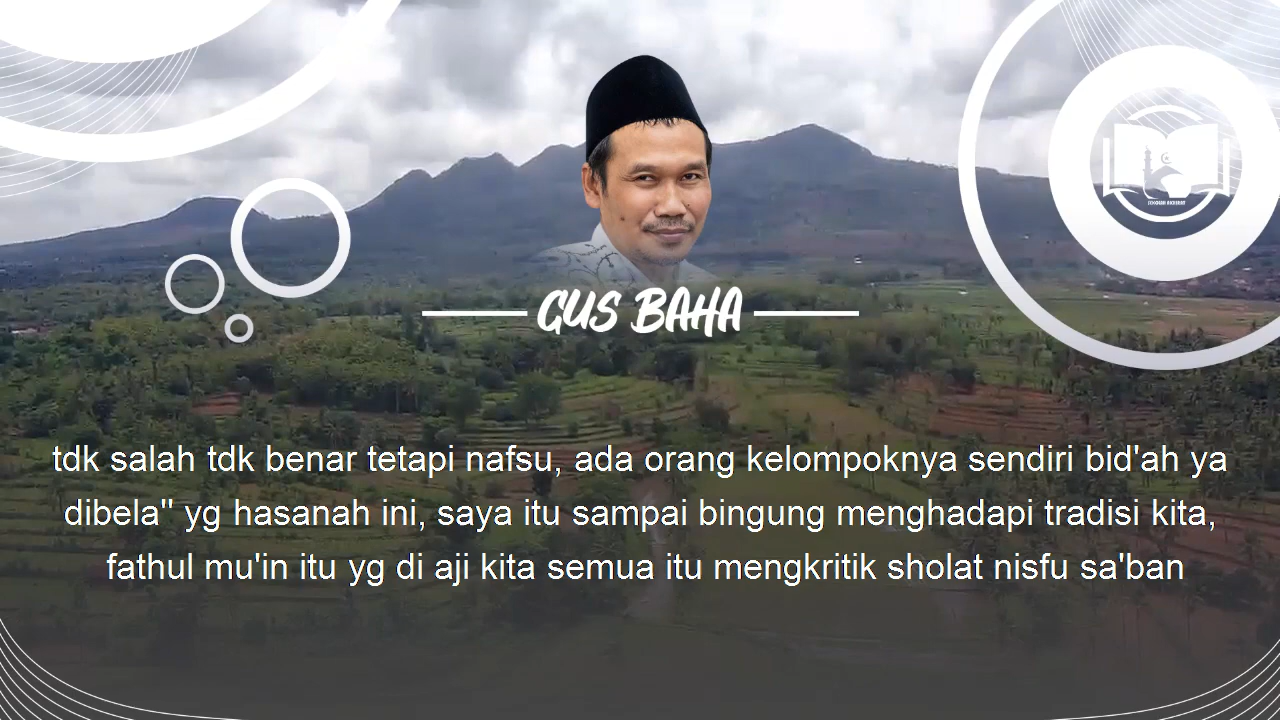 GUS BAHA
tdk salah tdk benar tetapi nafsu, ada orang kelompoknya sendiri bid'ah ya
dibela" yg hasanah ini, saya itu sampai bingung menghadapi tradisi kita,
fathul mu'in itu yg di aji kita semua itu mengkritik sholat nisfu sa'ban